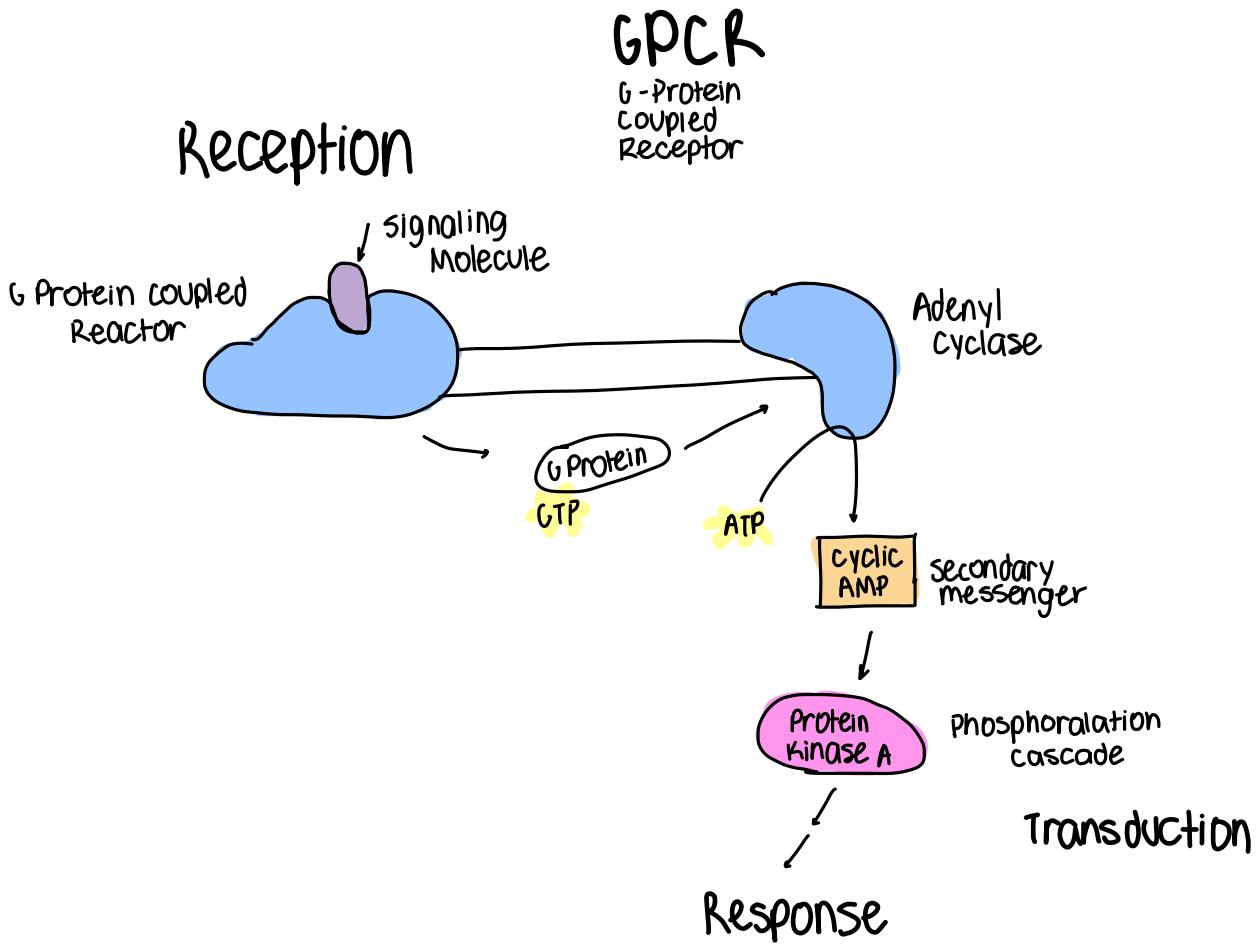 GPCR
G-Protein
Coupled
Receptor
Reception
Signaling
Molecule
G Protein coupled
Reactor
Adenyl
cyclase
G Protein
GTP
ATP
cyclic
AMP
secondary
messenger
Protein
Kinase A
Phosphoralation
cascade
Transduction
Response